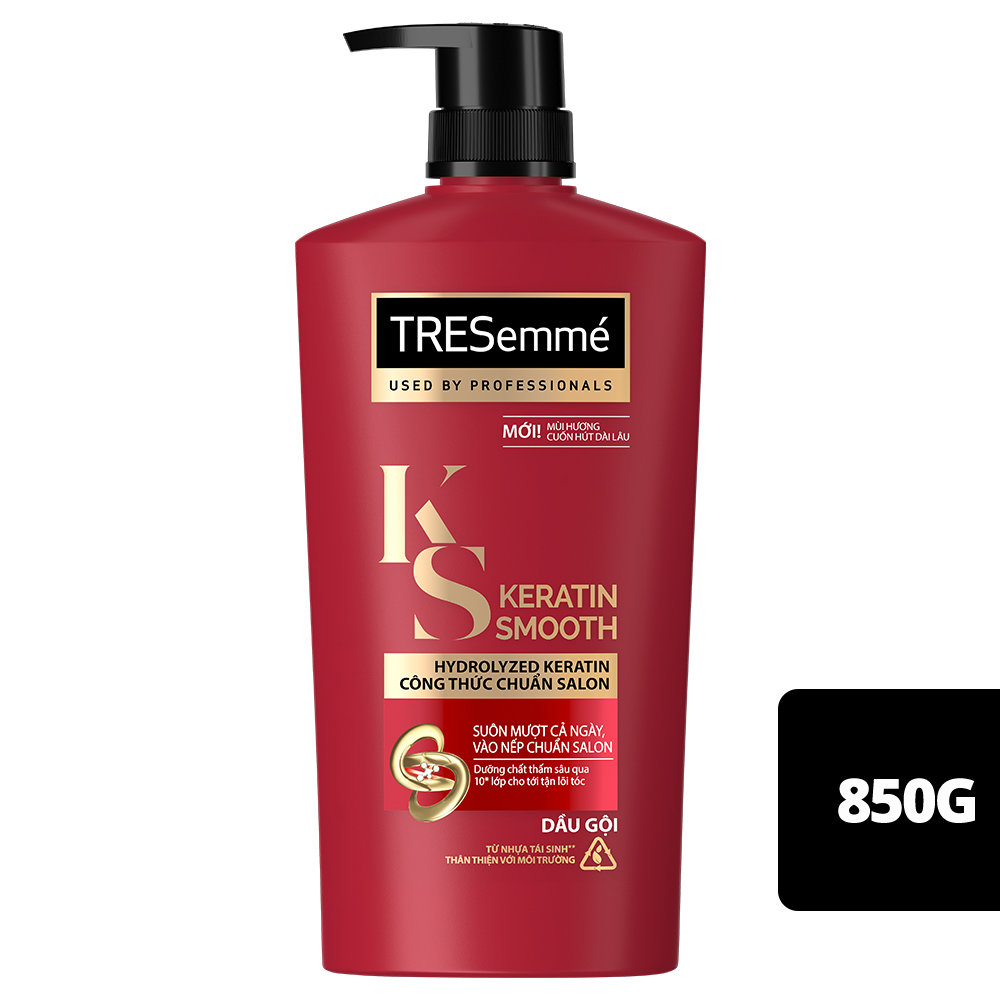 TRESemmé
USED BY PROFESSIONALS
MỚI! MÙI HƯƠNG
CUỐN HÚT DÀI LÂU
KS
KERATIN
SMOOTH
HYDROLYZED KERATIN
CÔNG THỨC CHUẨN SALON
SUÔN MƯỢT CẢ NGÀY,
VÀO NẾP CHUẨN SALON
Dưỡng chất thấm sâu qua
10* lớp cho tới tận lõi tóc
DẦU GỘI
TỪ NHỰA TÁI SINH**
THÂN THIỆN VỚI MÔI TRƯỜNG
850G